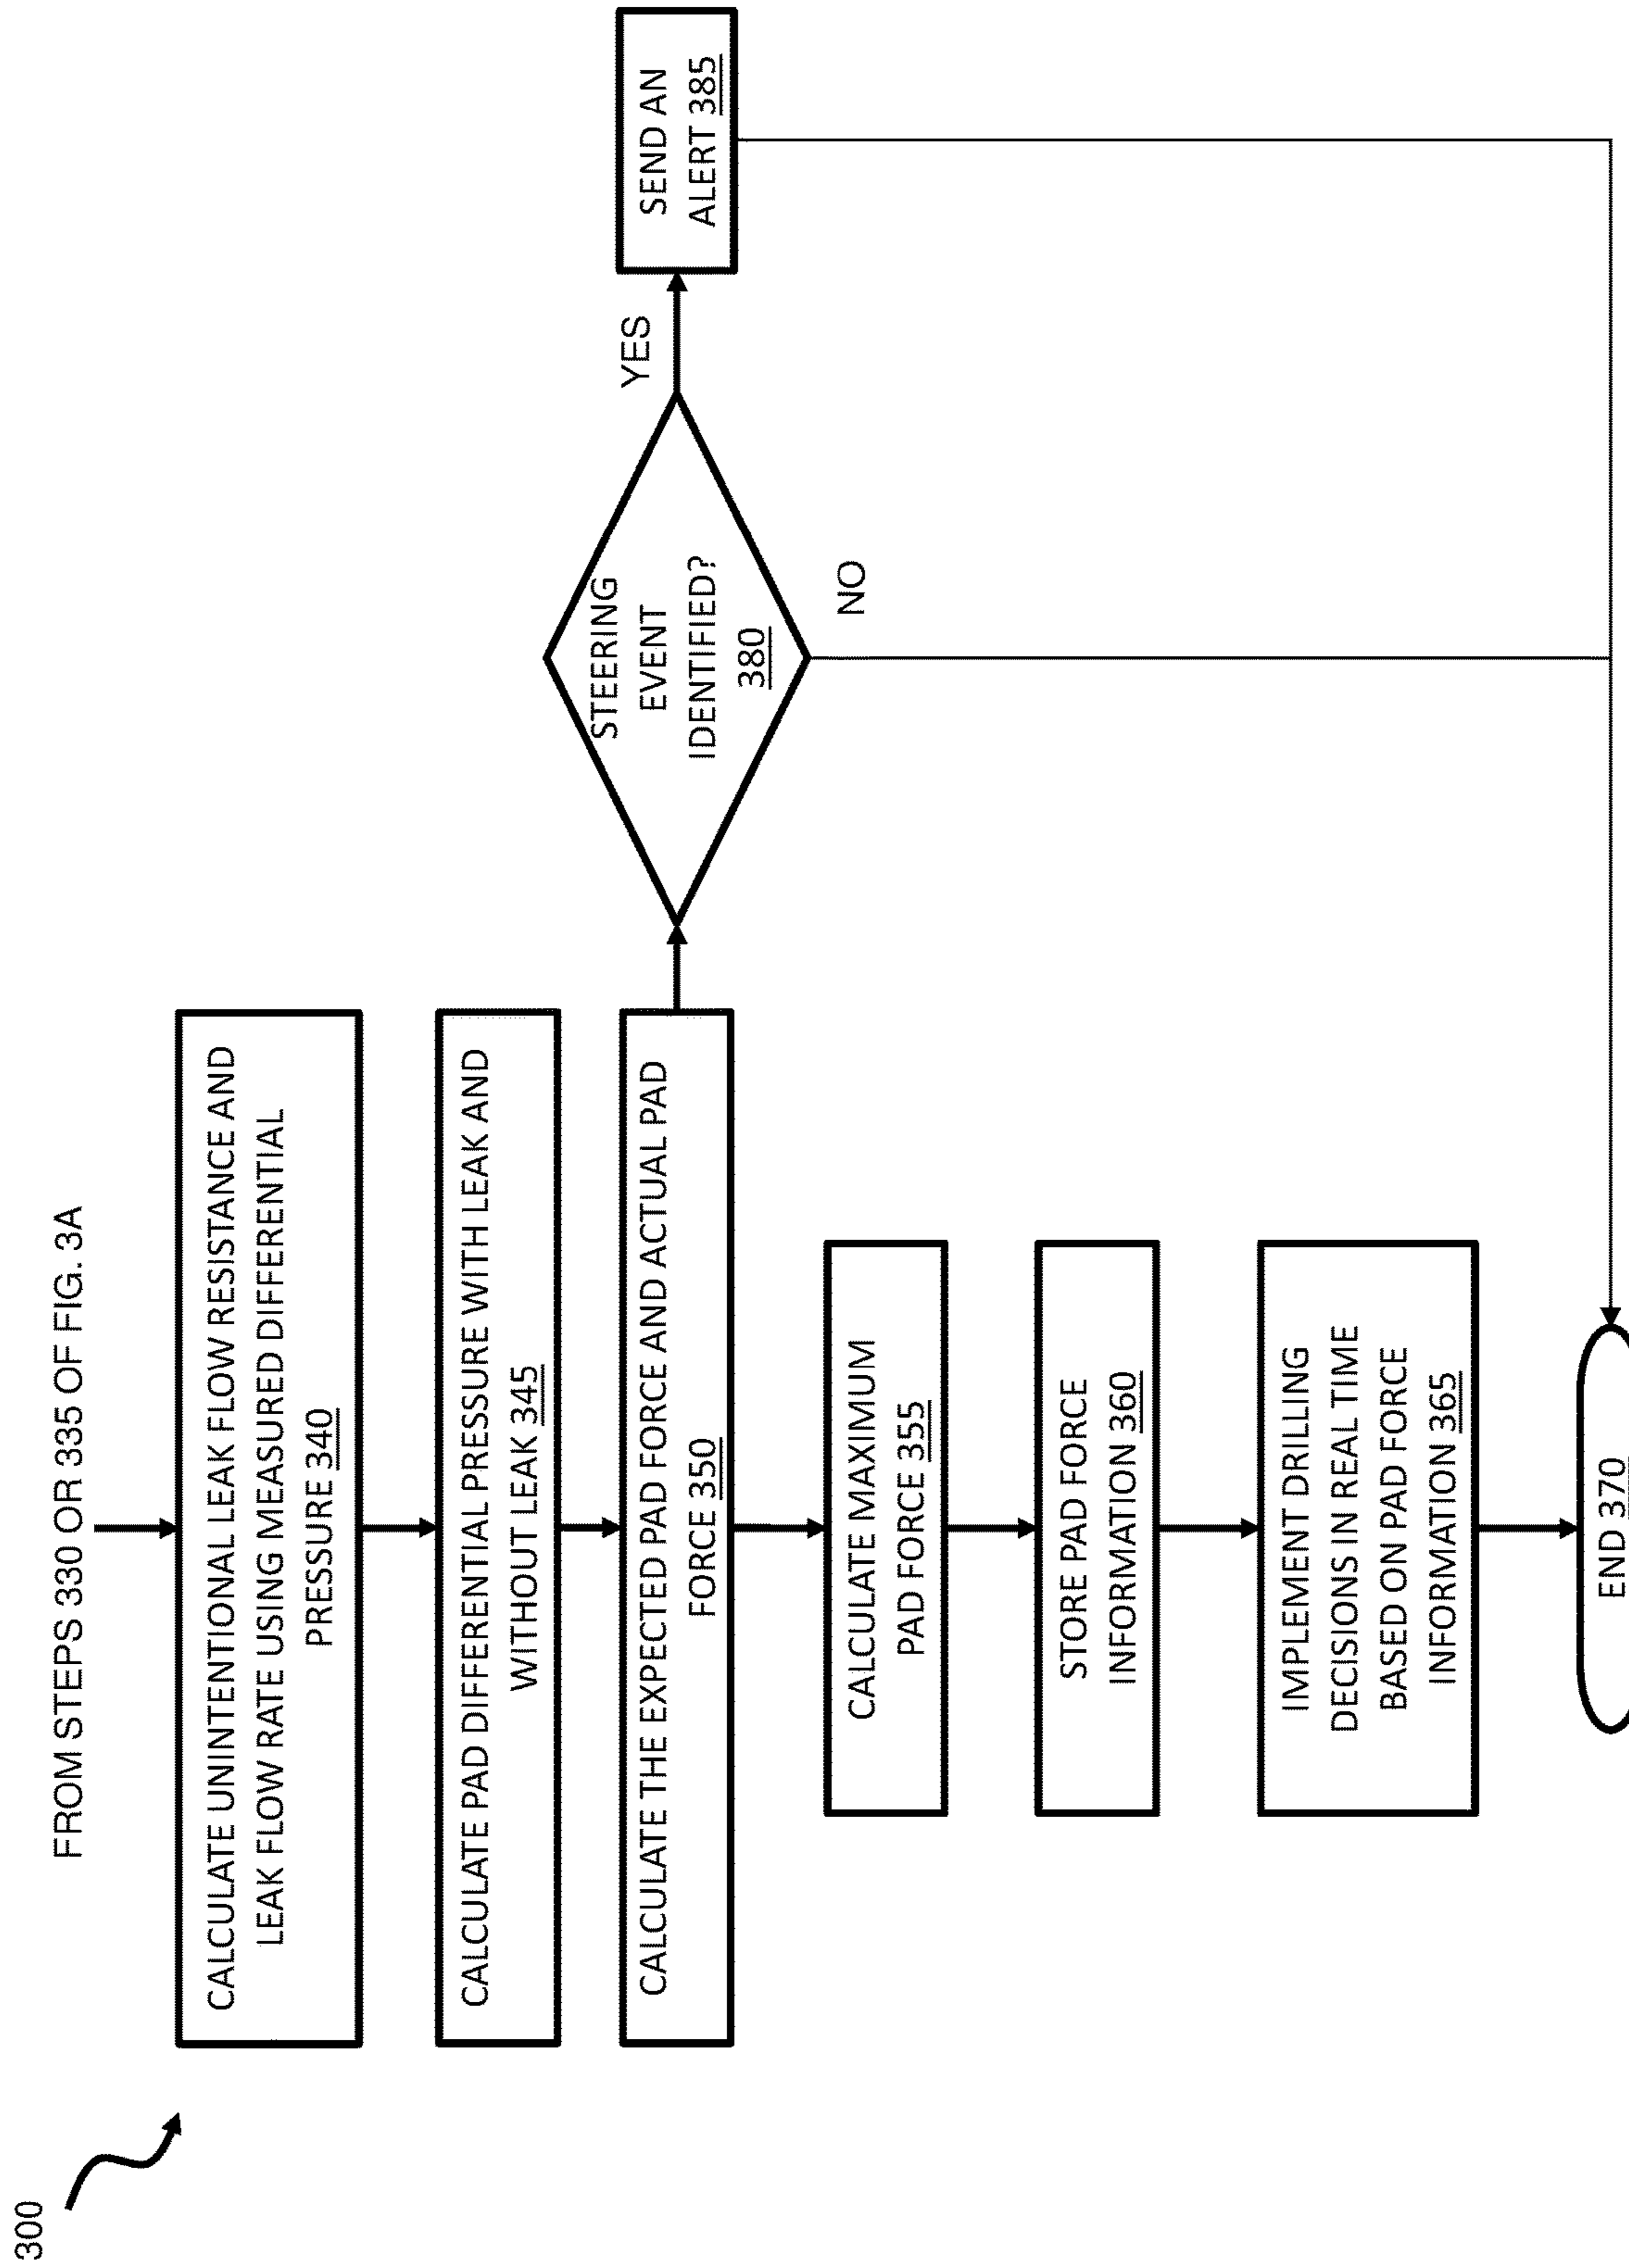 300
FROM STEPS 330 OR 335 OF FIG. 3A
CALCULATE UNINTENTIONAL LEAK FLOW RESISTANCE AND
LEAK FLOW RATE USING MEASURED DIFFERENTIAL
PRESSURE 340
CALCULATE PAD DIFFERENTIAL PRESSURE WITH LEAK AND
WITHOUT LEAK 345
CALCULATE THE EXPECTED PAD FORCE AND ACTUAL PAD
FORCE 350
STEERING
EVENT
IDENTIFIED?
380
YES
NO
SEND AN
ALERT 385
CALCULATE MAXIMUM
PAD FORCE 355
STORE PAD FORCE
INFORMATION 360
IMPLEMENT DRILLING
DECISIONS IN REAL TIME
BASED ON PAD FORCE
INFORMATION 365
END 370